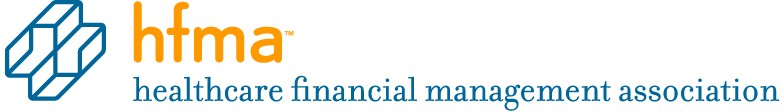 hfma™
healthcare financial management association